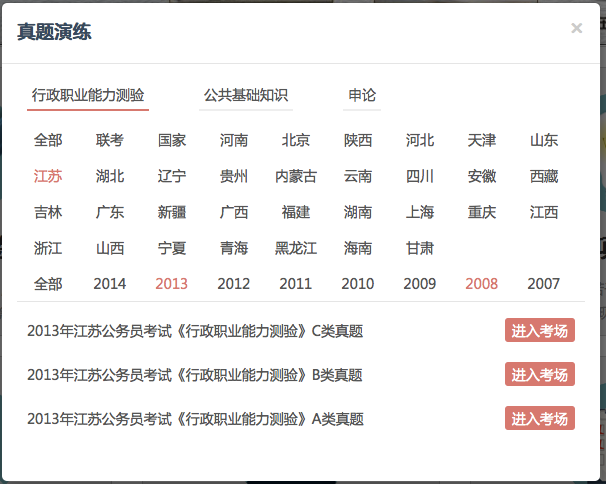 真题演练 ×
行政职业能力测验 公共基础知识 申论
全部 联考 国家 河南 北京 陕西 河北 天津 山东
江苏 湖北 辽宁 贵州 内蒙古 云南 四川 安徽 西藏
吉林 广东 新疆 广西 福建 湖南 上海 重庆 江西
浙江 山西 宁夏 青海 黑龙江 海南 甘肃
全部 2014 2013 2012 2011 2010 2009 2008 2007
2013年江苏公务员考试《行政职业能力测验》C类真题 进入考场
2013年江苏公务员考试《行政职业能力测验》B类真题 进入考场
2013年江苏公务员考试《行政职业能力测验》A类真题 进入考场